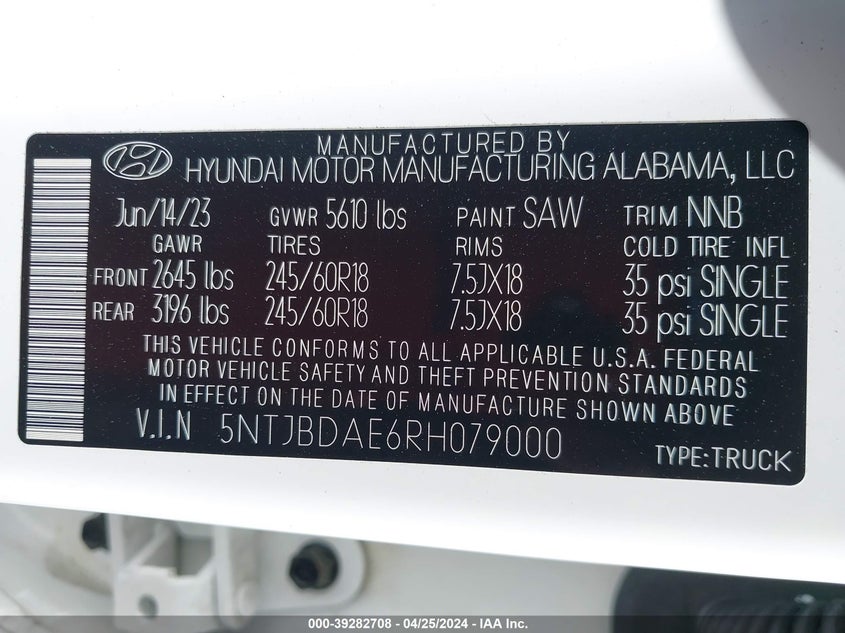 MANUFACTURED BY
HYUNDAI MOTOR MANUFACTURING ALABAMA, LLC
Jun/14/23 GVWR 5610 lbs PAINT SAW TRIM NNB
GAWR TIRES RIMS COLD TIRE INFL
FRONT 2645 lbs 245/60R18 7.5JX18 35 psi SINGLE
REAR 3196 lbs 245/60R18 7.5JX18 35 psi SINGLE
THIS VEHICLE CONFORMS TO ALL APPLICABLE U.S.A. FEDERAL
MOTOR VEHICLE SAFETY AND THEFT PREVENTION STANDARDS
IN EFFECT ON THE DATE OF MANUFACTURE SHOWN ABOVE
V.I.N 5NTJBDAE6RH079000
TYPE:TRUCK
000-39282708 - 04/25/2024 - IAA Inc.